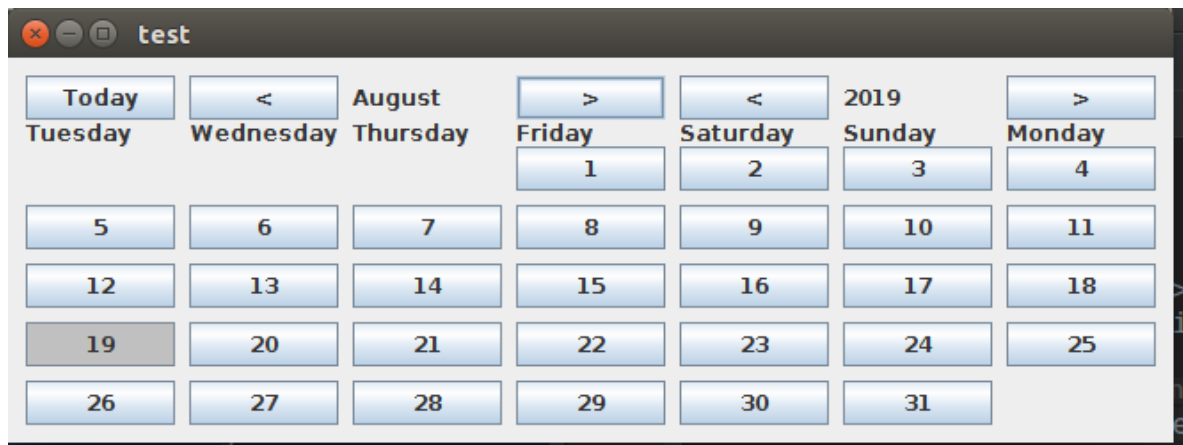 test
Today < August > < 2019 >
Tuesday Wednesday Thursday Friday Saturday Sunday Monday
1 2 3 4
5 6 7 8 9 10 11
12 13 14 15 16 17 18
19 20 21 22 23 24 25
26 27 28 29 30 31